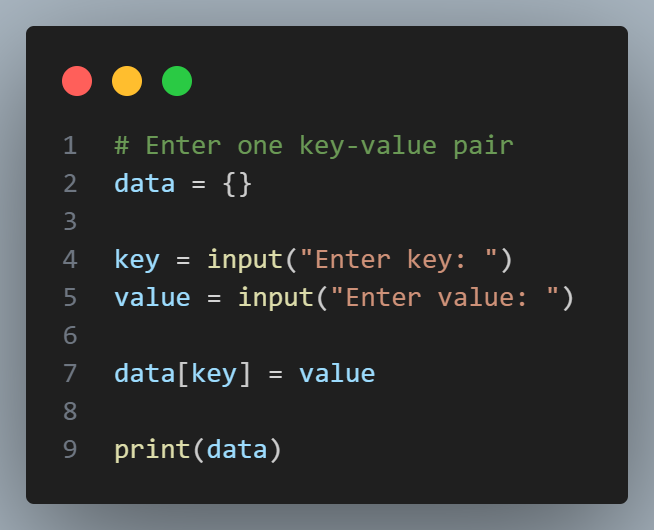 1 # Enter one key-value pair
2 data = {}
3
4 key = input("Enter key: ")
5 value = input("Enter value: ")
6
7 data[key] = value
8
9 print(data)